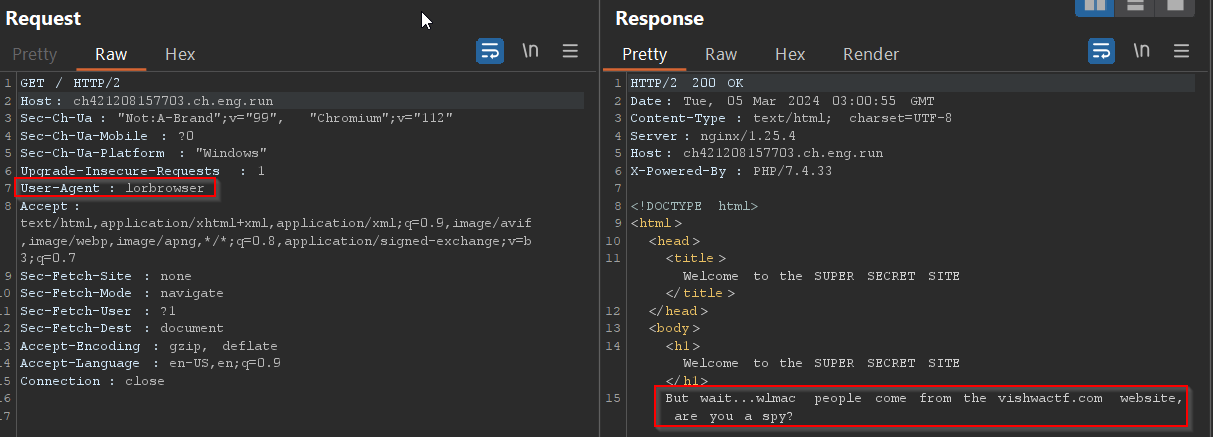 Request
Pretty Raw Hex
\n
1 GET / HTTP/2
2 Host: ch421208157703.ch.eng.run
3 Sec-Ch-Ua: "Not:A-Brand";v="99", "Chromium";v="112"
4 Sec-Ch-Ua-Mobile: ?0
5 Sec-Ch-Ua-Platform: "Windows"
6 Upgrade-Insecure-Requests: 1
7 User-Agent: lorbrowser
8 Accept:
text/html,application/xhtml+xml,application/xml;q=0.9,image/avif
,image/webp,image/apng,*/*;q=0.8,application/signed-exchange;v=b
3;q=0.7
9 Sec-Fetch-Site: none
10 Sec-Fetch-Mode: navigate
11 Sec-Fetch-User: ?1
12 Sec-Fetch-Dest: document
13 Accept-Encoding: gzip, deflate
14 Accept-Language: en-US,en;q=0.9
15 Connection: close
16
17
Response
Pretty Raw Hex Render
\n
1 HTTP/2 200 OK
2 Date: Tue, 05 Mar 2024 03:00:55 GMT
3 Content-Type: text/html; charset=UTF-8
4 Server: nginx/1.25.4
5 Host: ch421208157703.ch.eng.run
6 X-Powered-By: PHP/7.4.33
7
8 <!DOCTYPE html>
9 <html>
10 <head>
11 <title>
Welcome to the SUPER SECRET SITE
</title>
12 </head>
13 <body>
14 <h1>
Welcome to the SUPER SECRET SITE
</h1>
15 But wait...wlmac people come from the vishwactf.com website,
are you a spy?